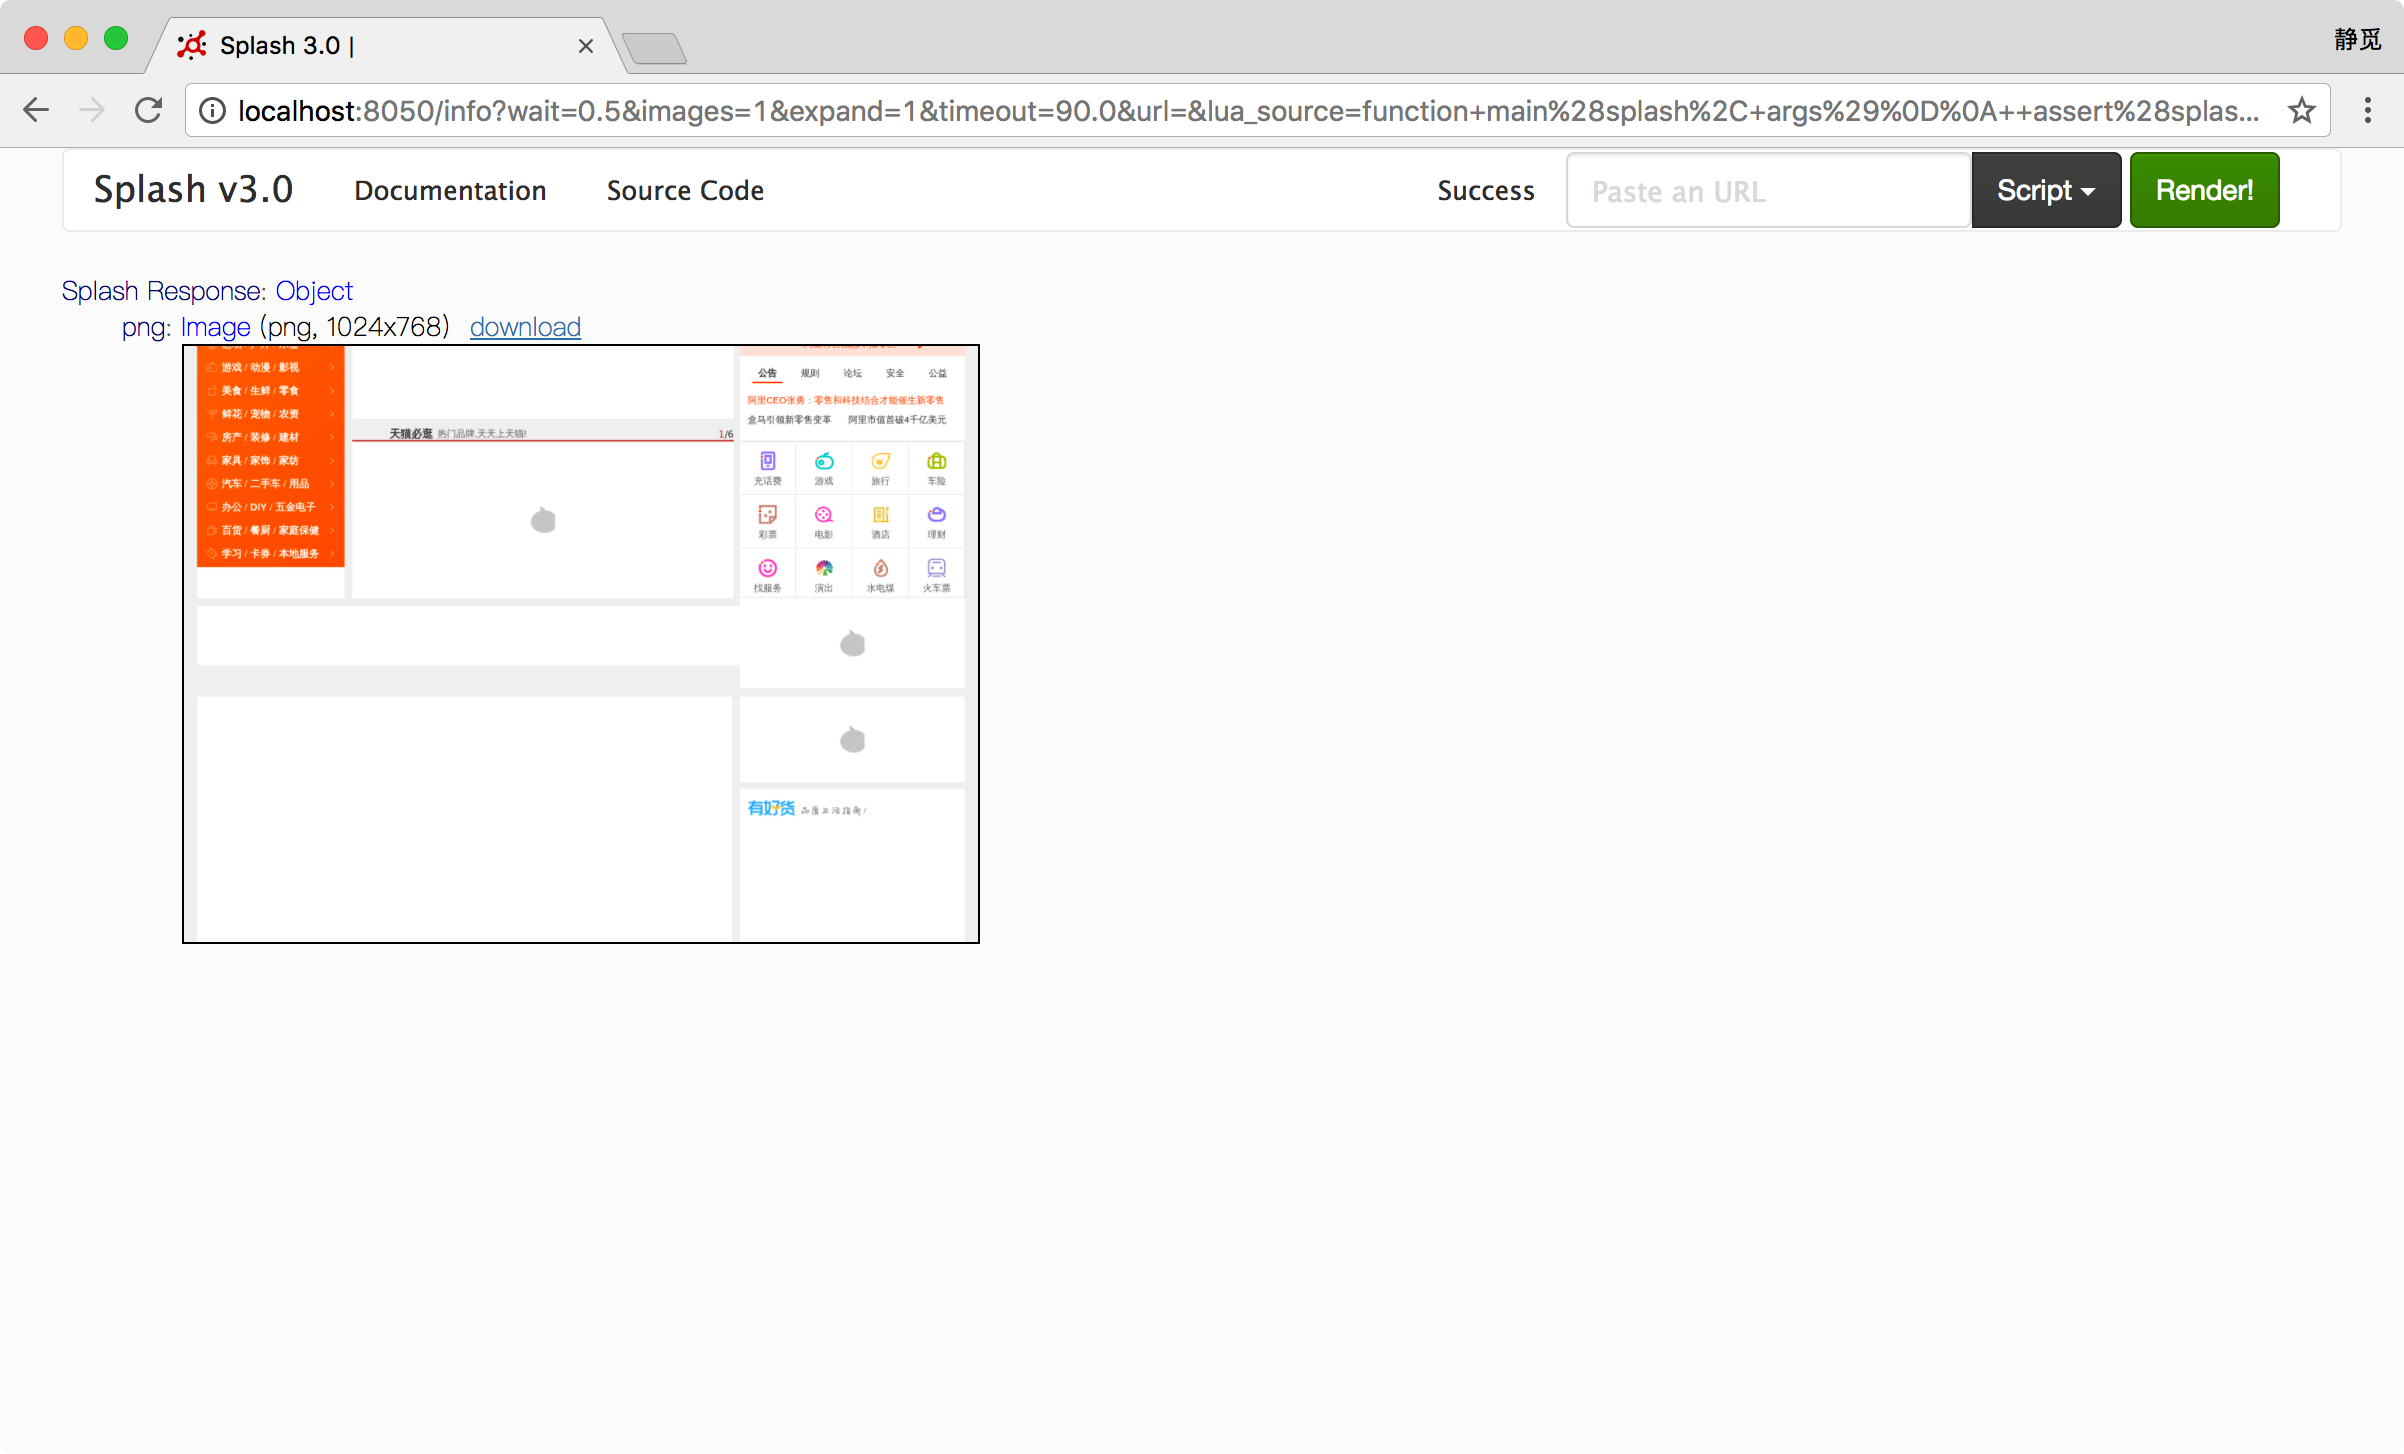 Splash 3.0 |
静觅
localhost:8050/info?wait=0.5&images=1&expand=1&timeout=90.0&url=&lua_source=function+main%28splash%2C+args%29%0D%0A++assert%28splas...
Splash v3.0 Documentation Source Code Success Paste an URL Script Render!
Splash Response: Object
png: Image (png, 1024x768) download
游戏 / 动漫 / 影视
美食 / 生鲜 / 零食
鲜花 / 宠物 / 农资
房产 / 装修 / 建材
家具 / 家饰 / 家纺
汽车 / 二手车 / 用品
办公 / DIY / 五金电子
百货 / 餐厨 / 家庭保健
学习 / 卡券 / 本地服务
天猫必逛 热门品牌,天天上天猫! 1/6
公告 规则 论坛 安全 公益
阿里CEO张勇：零售和科技结合才能催生新零售
盒马引领新零售变革 阿里市值首破4千亿美元
充话费 游戏 旅行 车险
彩票 电影 酒店 理财
找服务 演出 水电煤 火车票
有好货 品质生活指南/